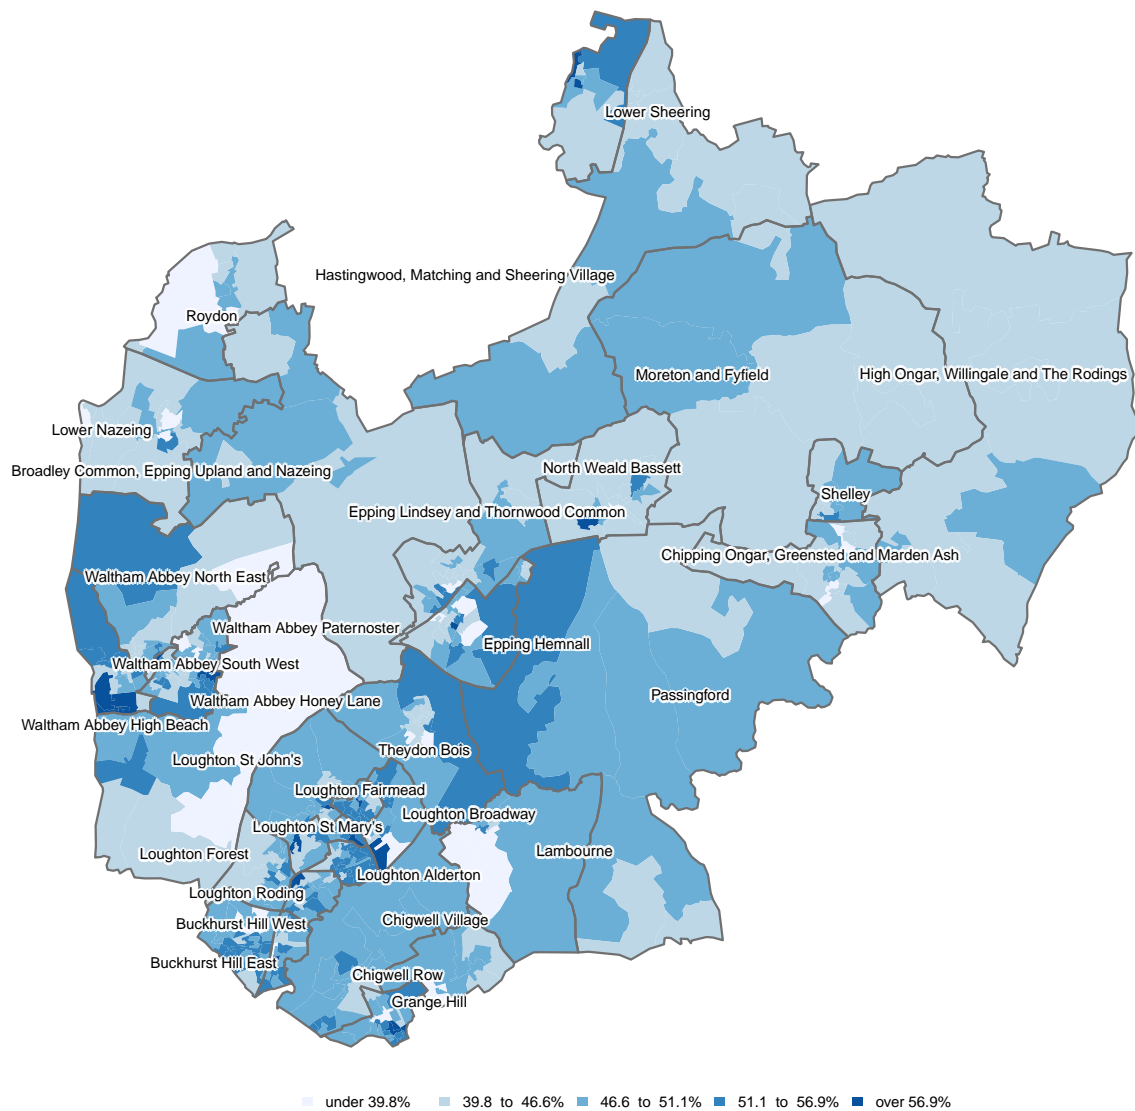 Lower Sheering
Hastingwood, Matching and Sheering Village
Roydon
Moreton and Fyfield
High Ongar, Willingale and The Rodings
Lower Nazeing
Broadley Common, Epping Upland and Nazeing
North Weald Bassett
Shelley
Epping Lindsey and Thornwood Common
Chipping Ongar, Greensted and Marden Ash
Waltham Abbey North East
Waltham Abbey Paternoster
Epping Hemnall
Waltham Abbey South West
Passingford
Waltham Abbey Honey Lane
Waltham Abbey High Beach
Theydon Bois
Loughton St John's
Loughton Fairmead
Loughton Broadway
Loughton St Mary's
Lambourne
Loughton Forest
Loughton Alderton
Loughton Roding
Chigwell Village
Buckhurst Hill West
Buckhurst Hill East
Chigwell Row
Grange Hill
under 39.8% 39.8 to 46.6% 46.6 to 51.1% 51.1 to 56.9% over 56.9%